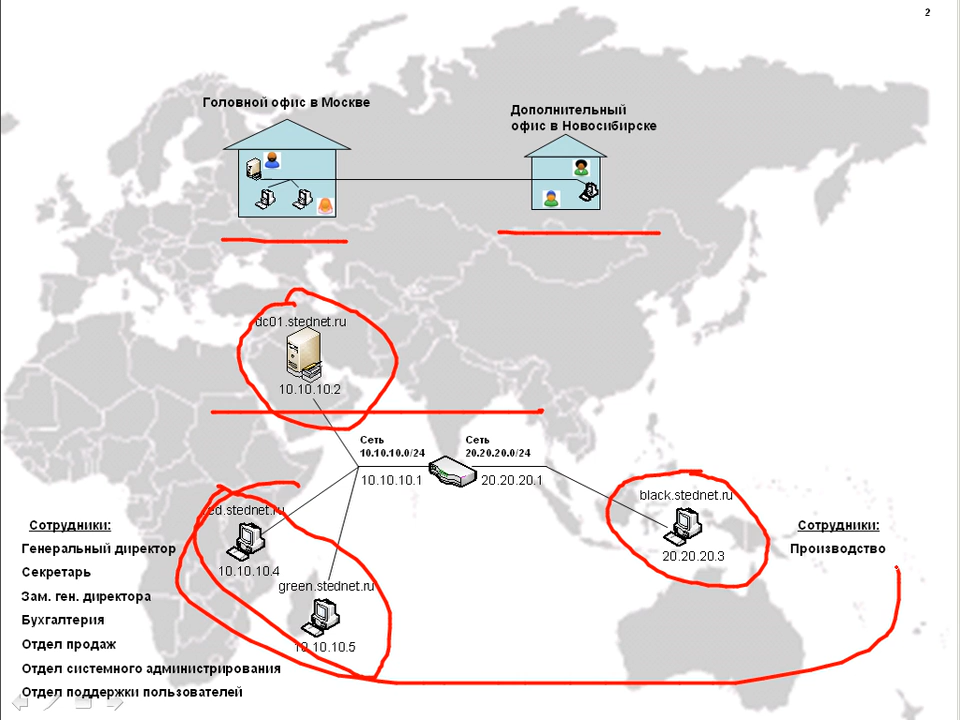 2
Головной офис в Москве
Дополнительный
офис в Новосибирске
dc01.stednet.ru
10.10.10.2
Сеть
10.10.10.0/24
Сеть
20.20.20.0/24
10.10.10.1
20.20.20.1
ed.stednet.ru
10.10.10.4
green.stednet.ru
10.10.10.5
black.stednet.ru
20.20.20.3
Сотрудники:
Генеральный директор
Секретарь
Зам. ген. директора
Бухгалтерия
Отдел продаж
Отдел системного администрирования
Отдел поддержки пользователей
Сотрудники:
Производство